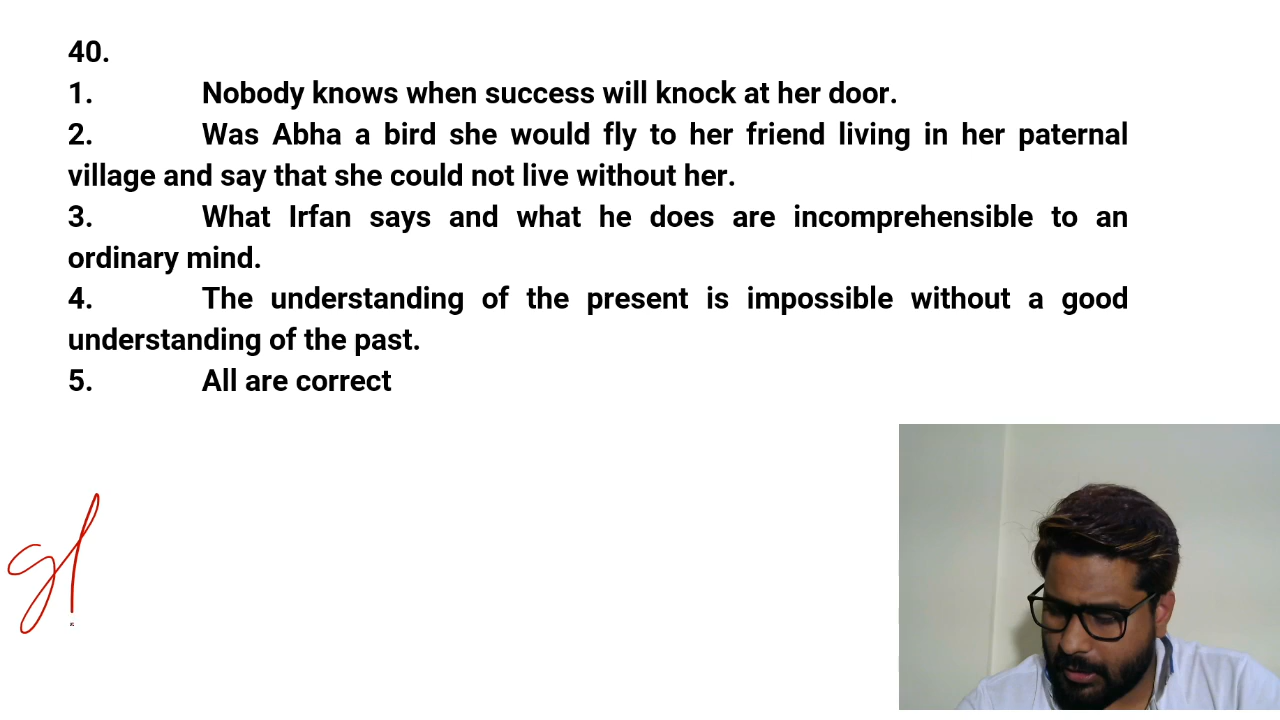 40.
1. Nobody knows when success will knock at her door.
2. Was Abha a bird she would fly to her friend living in her paternal
village and say that she could not live without her.
3. What Irfan says and what he does are incomprehensible to an
ordinary mind.
4. The understanding of the present is impossible without a good
understanding of the past.
5. All are correct